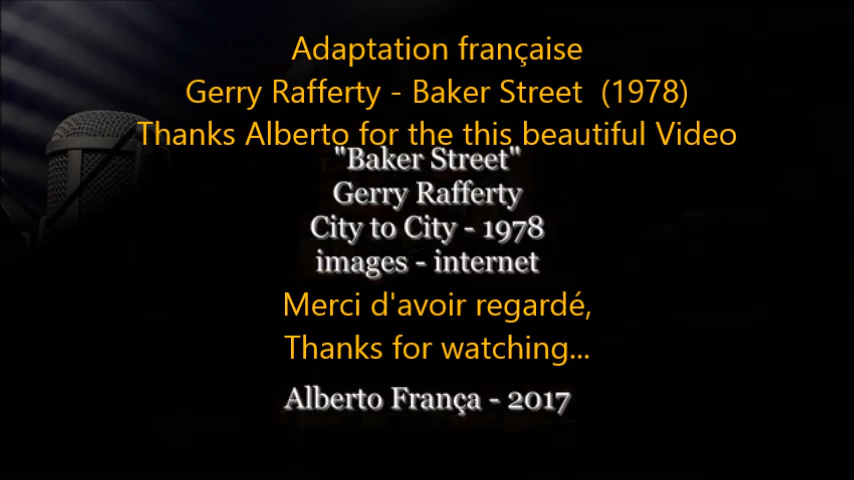 Adaptation française
Gerry Rafferty - Baker Street (1978)
Thanks Alberto for the this beautiful Video
"Baker Street"
Gerry Rafferty
City to City - 1978
images - internet
Merci d'avoir regardé,
Thanks for watching...
Alberto França - 2017